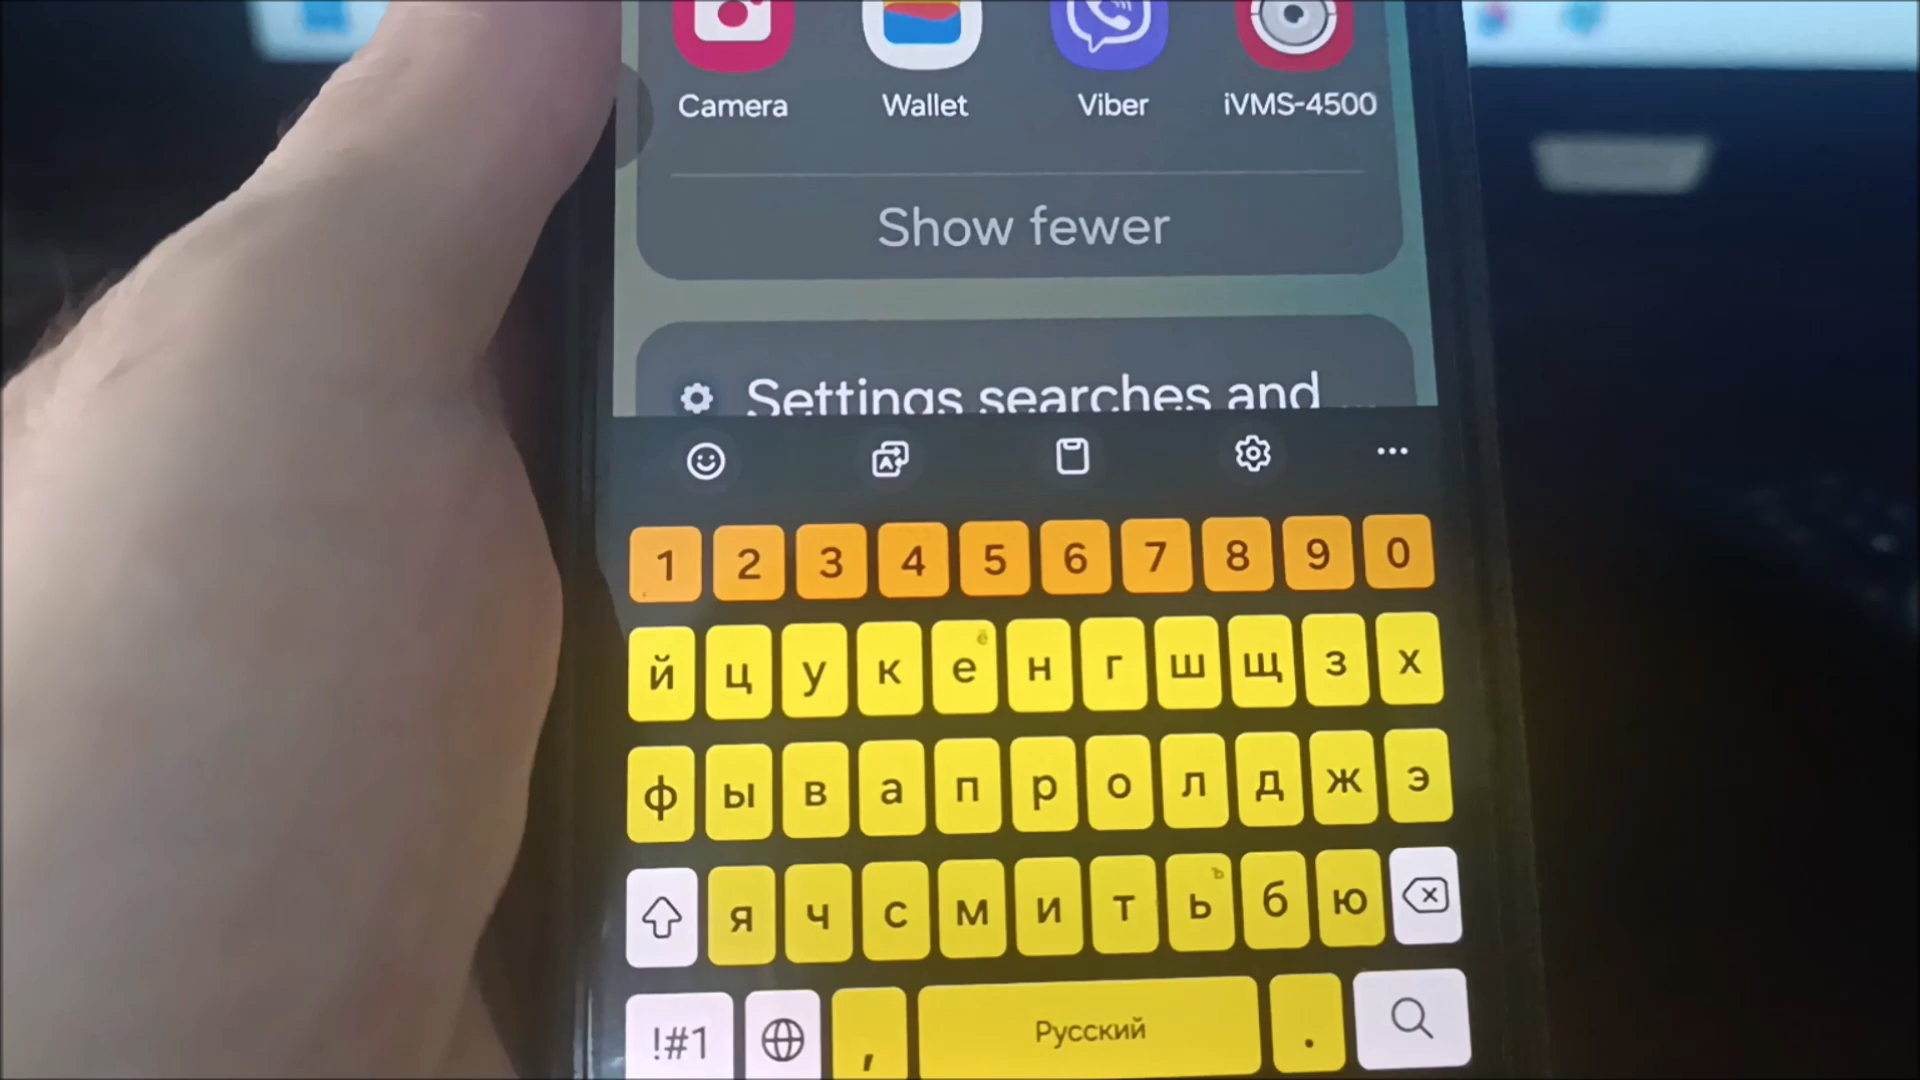 Camera Wallet Viber iVMS-4500
Show fewer
Settings searches and
1 2 3 4 5 6 7 8 9 0
ё
й ц у к е н г ш щ з х
ф ы в а п р о л д ж э
ъ
я ч с м и т ь б ю
!#1 , Русский .